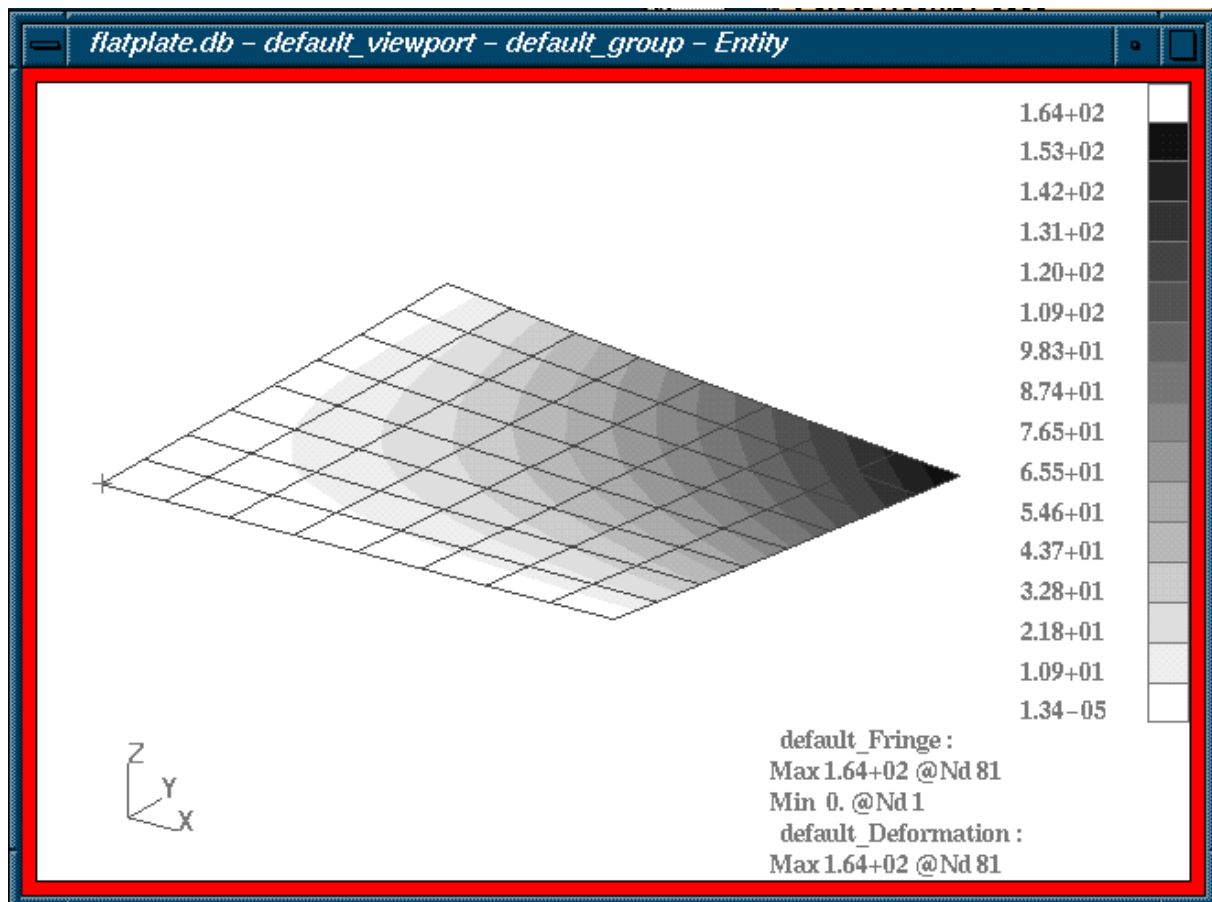 flatplate.db – default_viewport – default_group – Entity
1.64+02
1.53+02
1.42+02
1.31+02
1.20+02
1.09+02
9.83+01
8.74+01
7.65+01
6.55+01
5.46+01
4.37+01
3.28+01
2.18+01
1.09+01
1.34–05
default_Fringe :
Max 1.64+02 @Nd 81
Min 0. @Nd 1
default_Deformation :
Max 1.64+02 @Nd 81
Z
Y
X